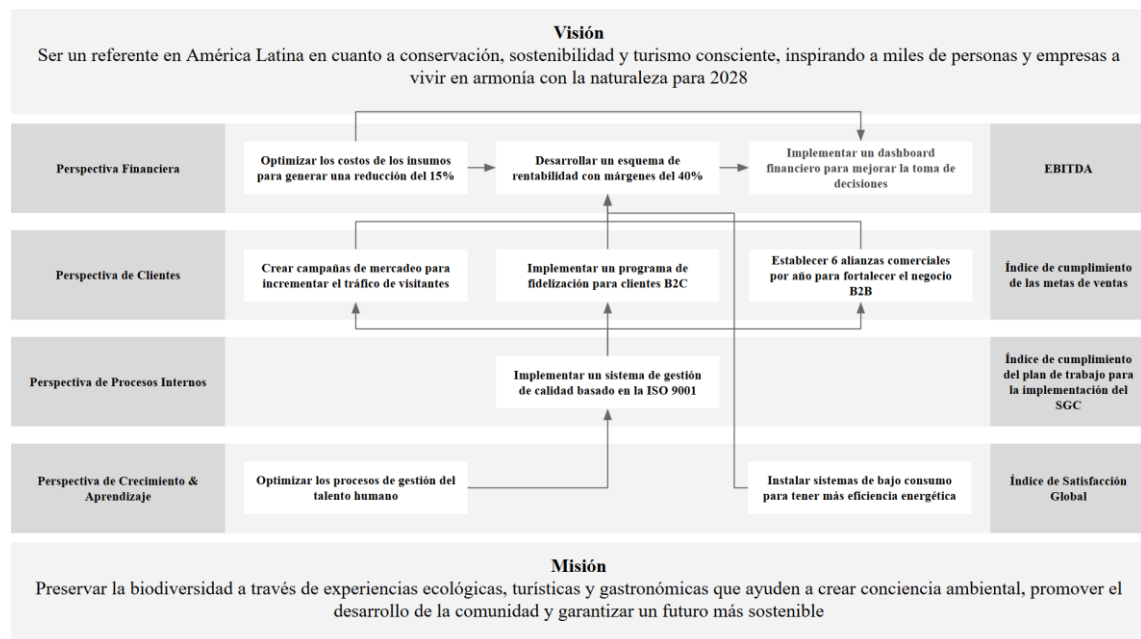 Visión
Ser un referente en América Latina en cuanto a conservación, sostenibilidad y turismo consciente, inspirando a miles de personas y empresas a
vivir en armonía con la naturaleza para 2028
Perspectiva Financiera
Optimizar los costos de los insumos
para generar una reducción del 15%
Desarrollar un esquema de
rentabilidad con márgenes del 40%
Implementar un dashboard
financiero para mejorar la toma de
decisiones
EBITDA
Perspectiva de Clientes
Crear campañas de mercadeo para
incrementar el tráfico de visitantes
Implementar un programa de
fidelización para clientes B2C
Establecer 6 alianzas comerciales
por año para fortalecer el negocio
B2B
Índice de cumplimiento
de las metas de ventas
Perspectiva de Procesos Internos
Implementar un sistema de gestión
de calidad basado en la ISO 9001
Índice de cumplimiento
del plan de trabajo para
la implementación del
SGC
Perspectiva de Crecimiento &
Aprendizaje
Optimizar los procesos de gestión del
talento humano
Instalar sistemas de bajo consumo
para tener más eficiencia energética
Índice de Satisfacción
Global
Misión
Preservar la biodiversidad a través de experiencias ecológicas, turísticas y gastronómicas que ayuden a crear conciencia ambiental, promover el
desarrollo de la comunidad y garantizar un futuro más sostenible